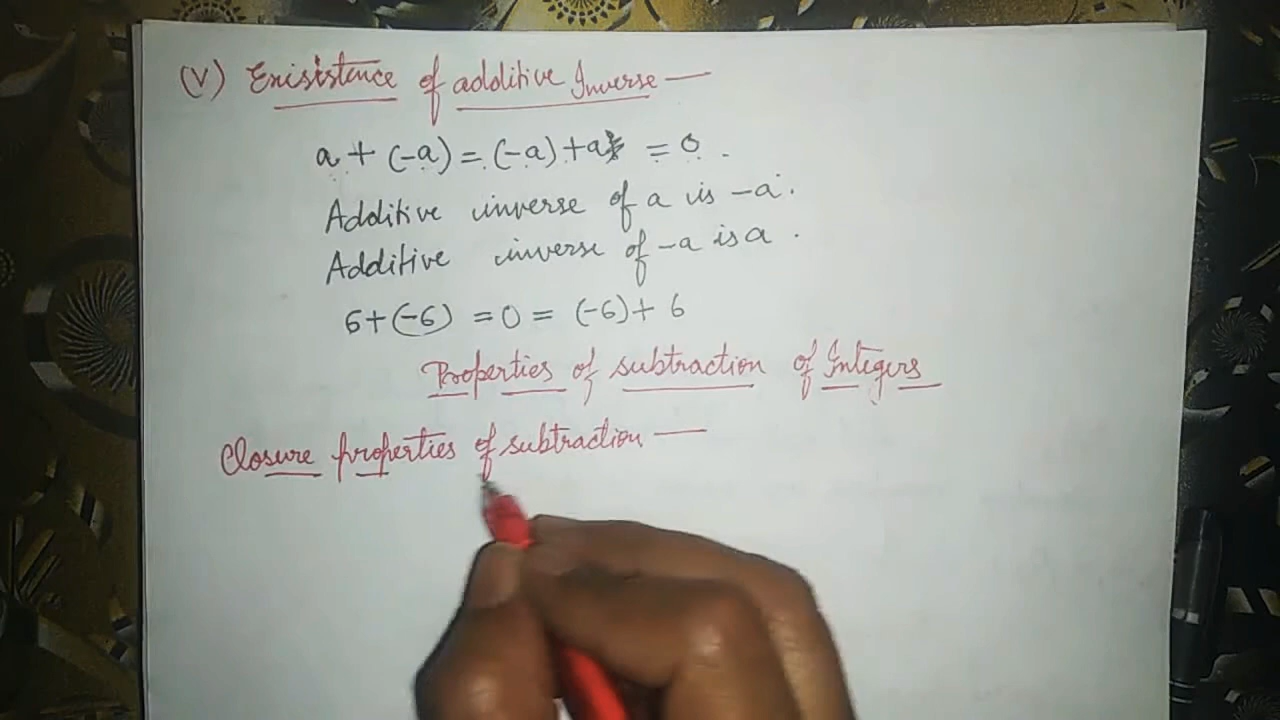 (V) Exisistence of additive Inverse —
a + (-a) = (-a) + a = 0 .
Additive inverse of a is -a.
Additive inverse of -a is a .
6+(-6) = 0 = (-6)+ 6
Properties of subtraction of Integers
Closure properties of subtraction —